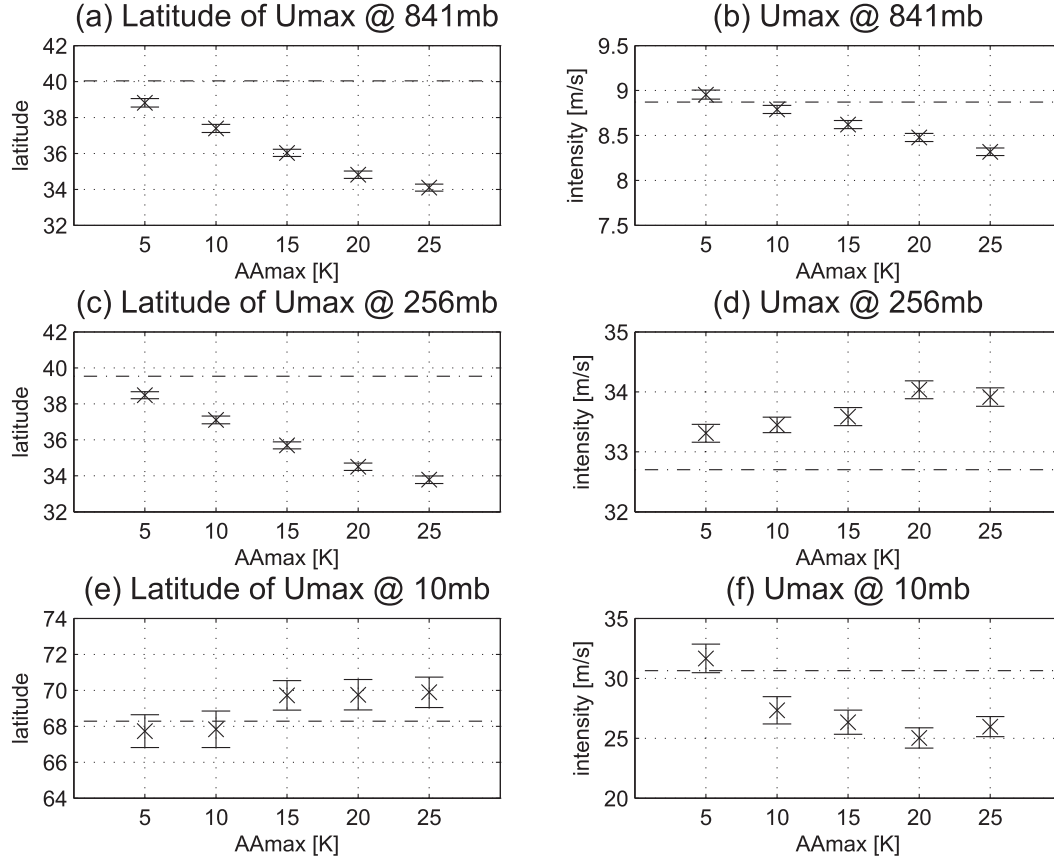 (a) Latitude of Umax @ 841mb
42
40
38
36
34
32
latitude
5 10 15 20 25
AAmax [K]
(b) Umax @ 841mb
9.5
9
8.5
8
7.5
intensity [m/s]
5 10 15 20 25
AAmax [K]
(c) Latitude of Umax @ 256mb
42
40
38
36
34
32
latitude
5 10 15 20 25
AAmax [K]
(d) Umax @ 256mb
35
34
33
32
intensity [m/s]
5 10 15 20 25
AAmax [K]
(e) Latitude of Umax @ 10mb
74
72
70
68
66
64
latitude
5 10 15 20 25
AAmax [K]
(f) Umax @ 10mb
35
30
25
20
intensity [m/s]
5 10 15 20 25
AAmax [K]